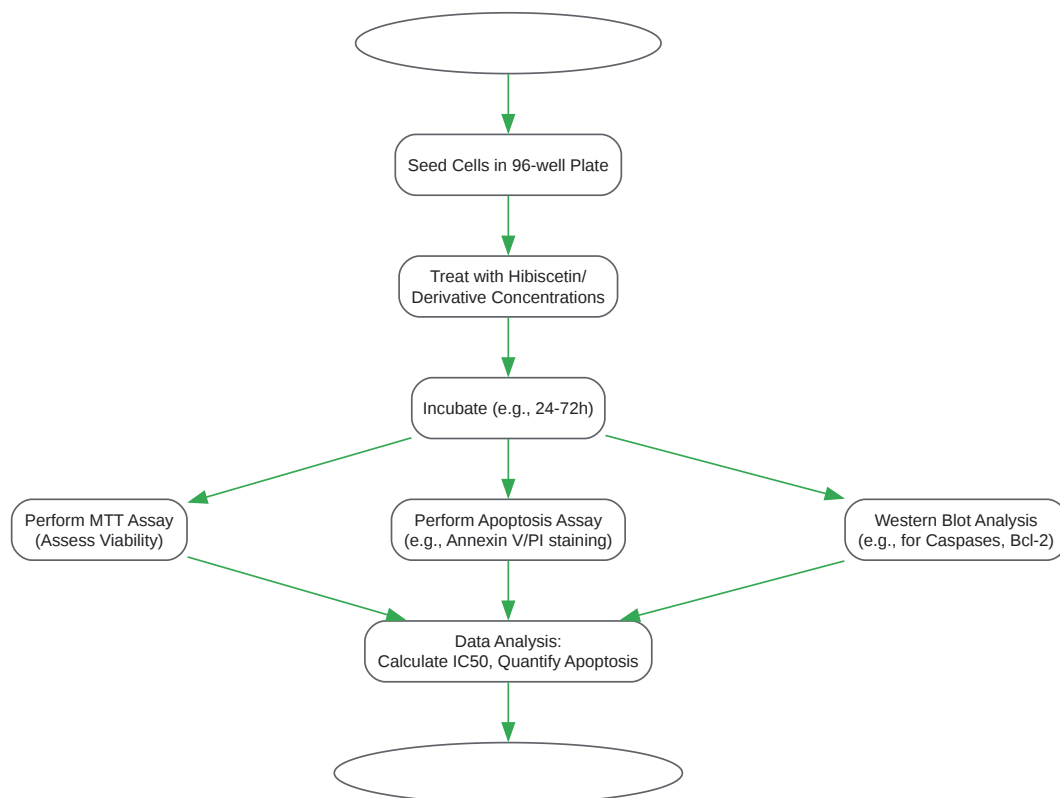 Seed Cells in 96-well Plate
Treat with Hibiscetin/
Derivative Concentrations
Incubate (e.g., 24-72h)
Perform MTT Assay
(Assess Viability)
Perform Apoptosis Assay
(e.g., Annexin V/PI staining)
Western Blot Analysis
(e.g., for Caspases, Bcl-2)
Data Analysis:
Calculate IC50, Quantify Apoptosis